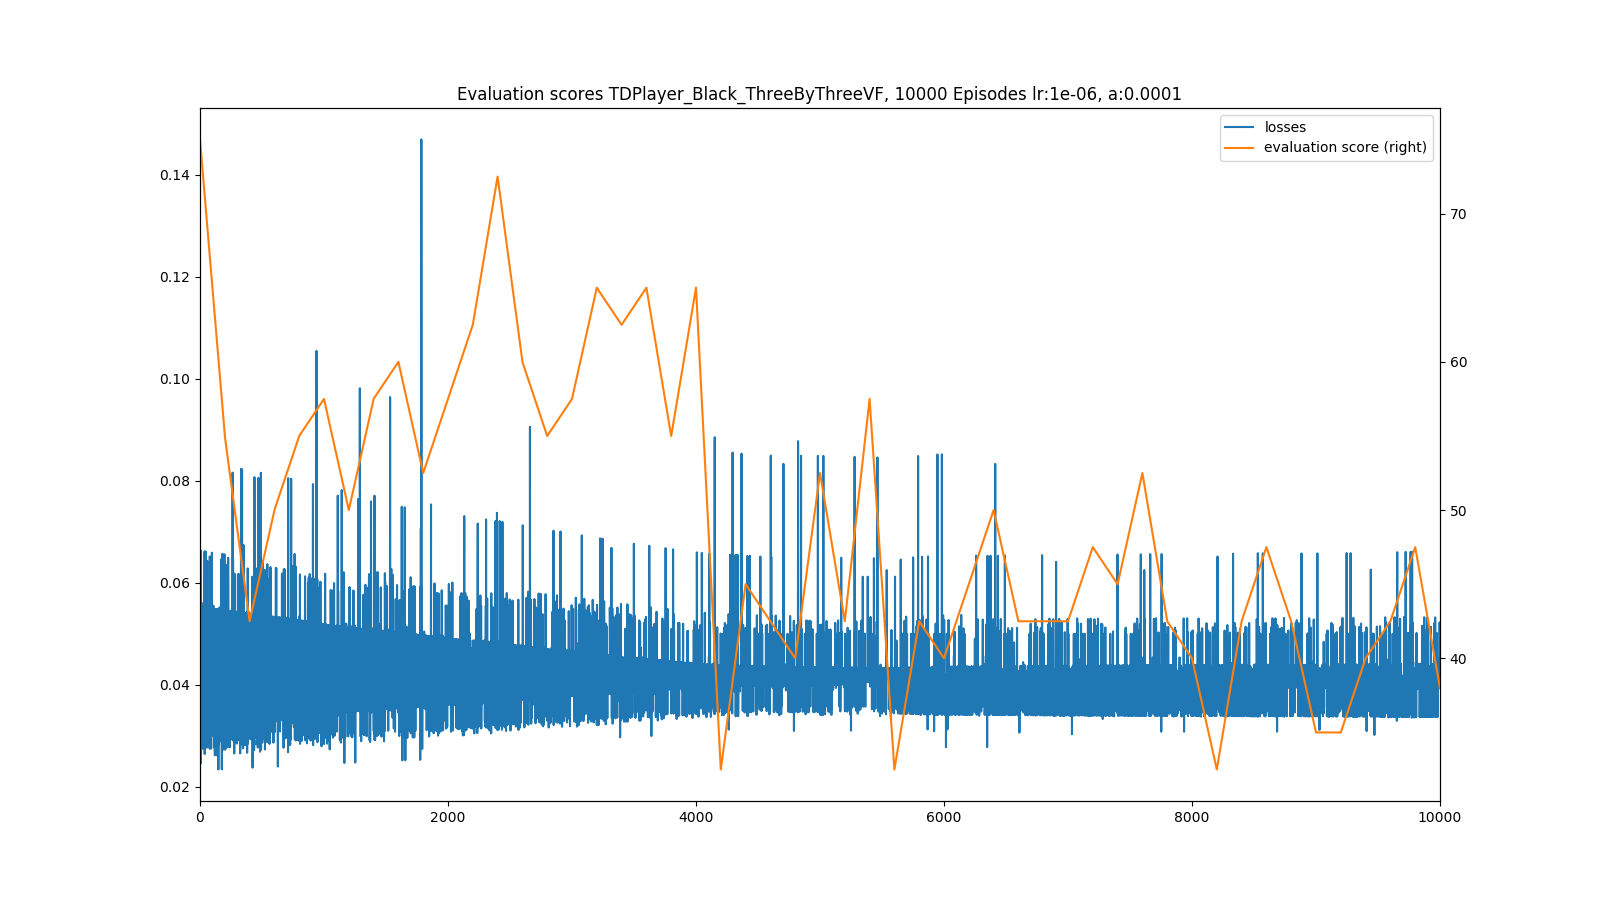 Evaluation scores TDPlayer_Black_ThreeByThreeVF, 10000 Episodes lr:1e-06, a:0.0001
losses
evaluation score (right)
0.14
0.12
0.10
0.08
0.06
0.04
0.02
70
60
50
40
0 2000 4000 6000 8000 10000